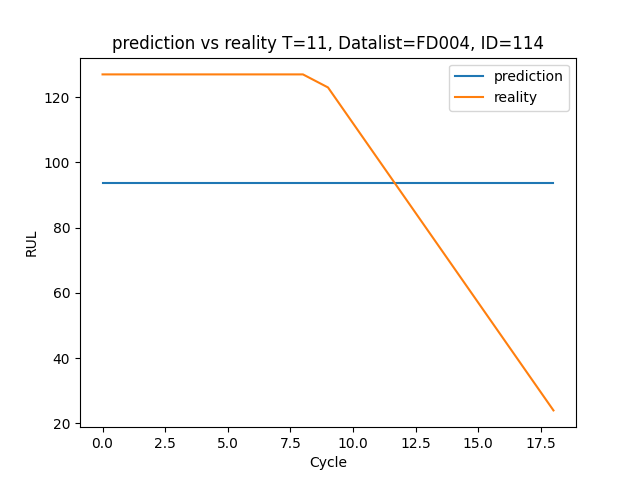 prediction vs reality T=11, Datalist=FD004, ID=114
prediction
reality
RUL
120
100
80
60
40
20
0.0 2.5 5.0 7.5 10.0 12.5 15.0 17.5
Cycle